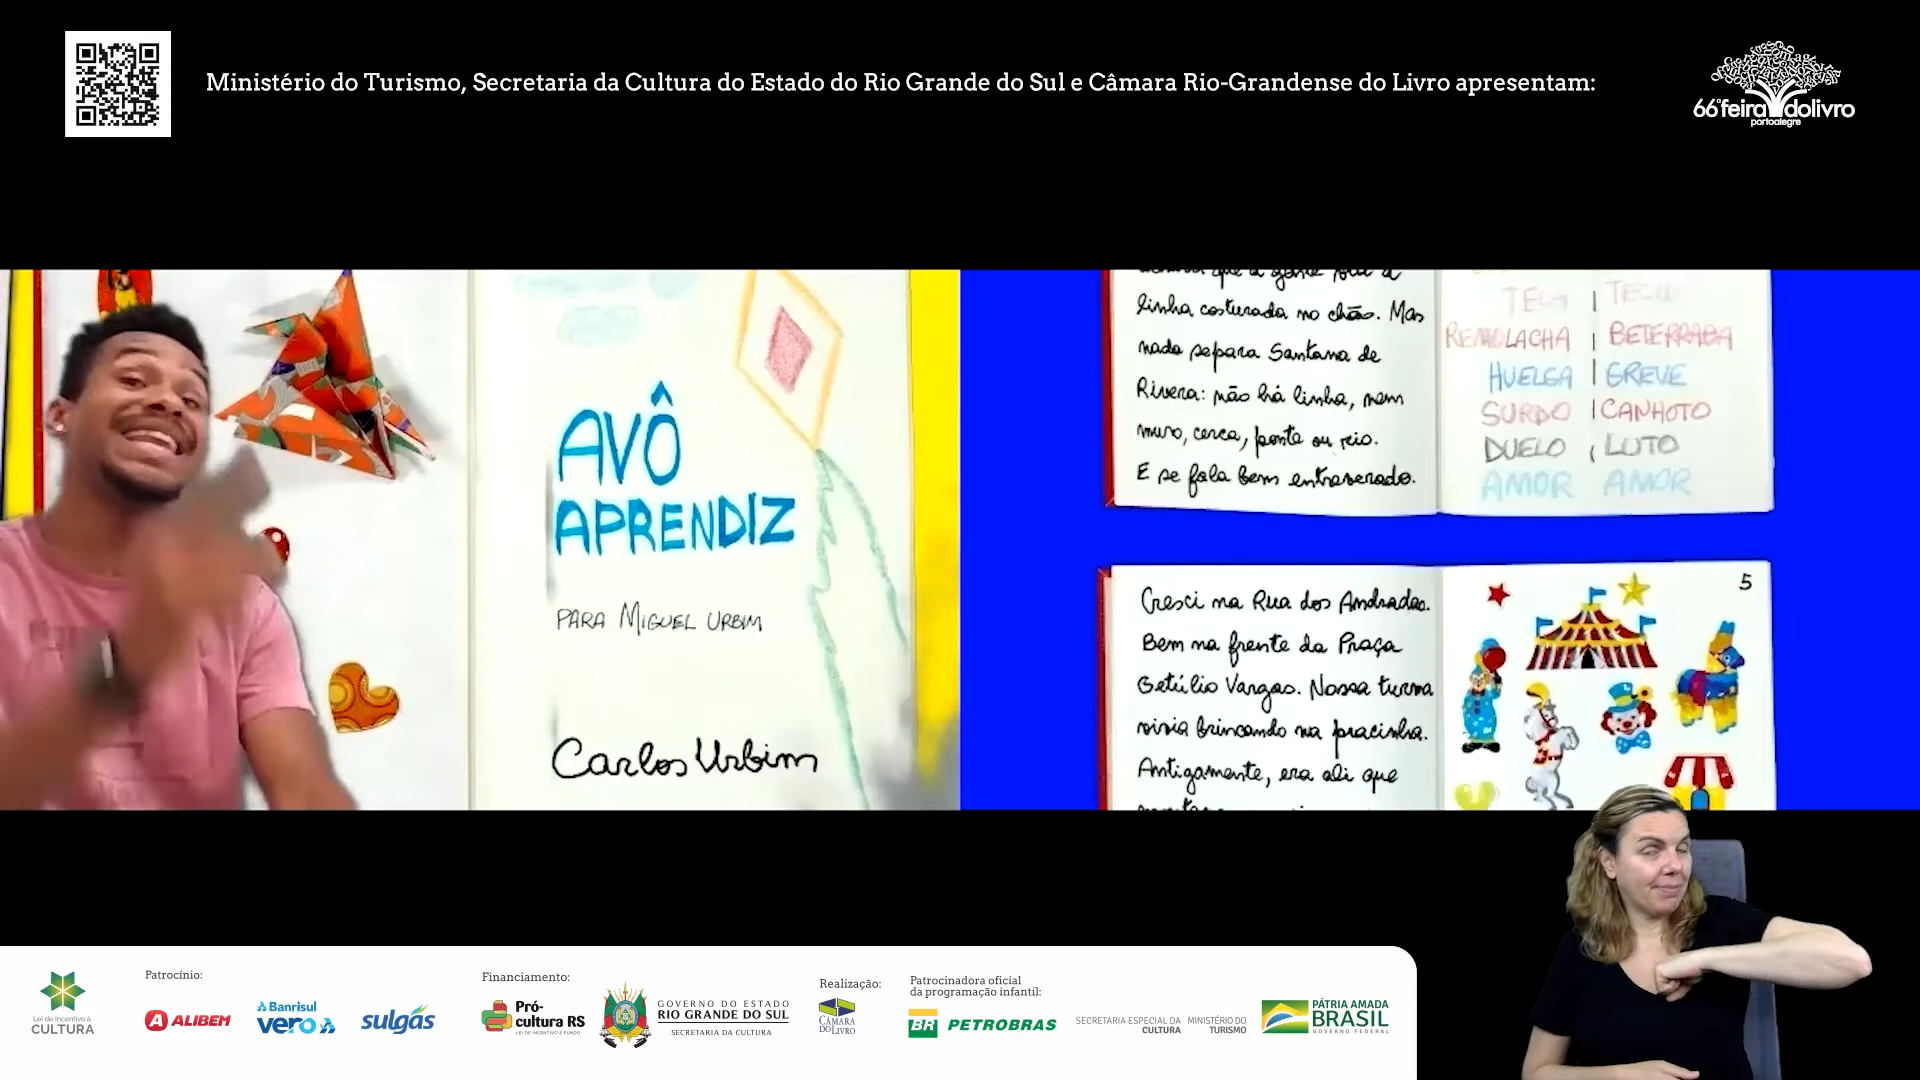 Ministério do Turismo, Secretaria da Cultura do Estado do Rio Grande do Sul e Câmara Rio-Grandense do Livro apresentam:
66ª feira dolivro
portoalegre
AVÔ
APRENDIZ
PARA MIGUEL URBIM
Carlos Urbim
linha costurada no chão. Mas
nada separa Santana de
Rivera: não há linha, nem
muro, cerca, ponte ou rio.
E se fala bem entreverado.
REMOLACHA | BETERRABA
HUELGA | GREVE
SURDO | CANHOTO
DUELO | LUTO
AMOR AMOR
5
Cresci na Rua dos Andradas.
Bem na frente da Praça
Getúlio Vargas. Nossa turma
vivia brincando na pracinha.
Antigamente, era ali que
Lei de Incentivo à
CULTURA
Patrocínio:
ALIBEM
Banrisul
vero
sulgás
Financiamento:
Pró-
cultura RS
LEI DE INCENTIVO E FUNDO
GOVERNO DO ESTADO
RIO GRANDE DO SUL
SECRETARIA DA CULTURA
Realização:
CÂMARA
DO LIVRO
Patrocinadora oficial
da programação infantil:
BR PETROBRAS
SECRETARIA ESPECIAL DA
CULTURA
MINISTÉRIO DO
TURISMO
PÁTRIA AMADA
BRASIL
GOVERNO FEDERAL